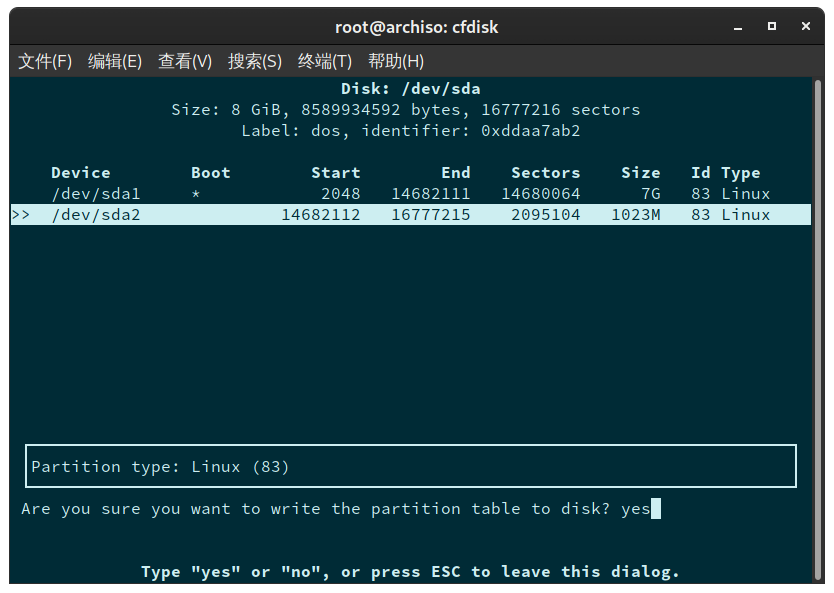 root@archiso: cfdisk
文件(F) 编辑(E) 查看(V) 搜索(S) 终端(T) 帮助(H)
Disk: /dev/sda
Size: 8 GiB, 8589934592 bytes, 16777216 sectors
Label: dos, identifier: 0xddaa7ab2
Device Boot Start End Sectors Size Id Type
/dev/sda1 * 2048 14682111 14680064 7G 83 Linux
>> /dev/sda2 14682112 16777215 2095104 1023M 83 Linux
Partition type: Linux (83)
Are you sure you want to write the partition table to disk? yes
Type "yes" or "no", or press ESC to leave this dialog.